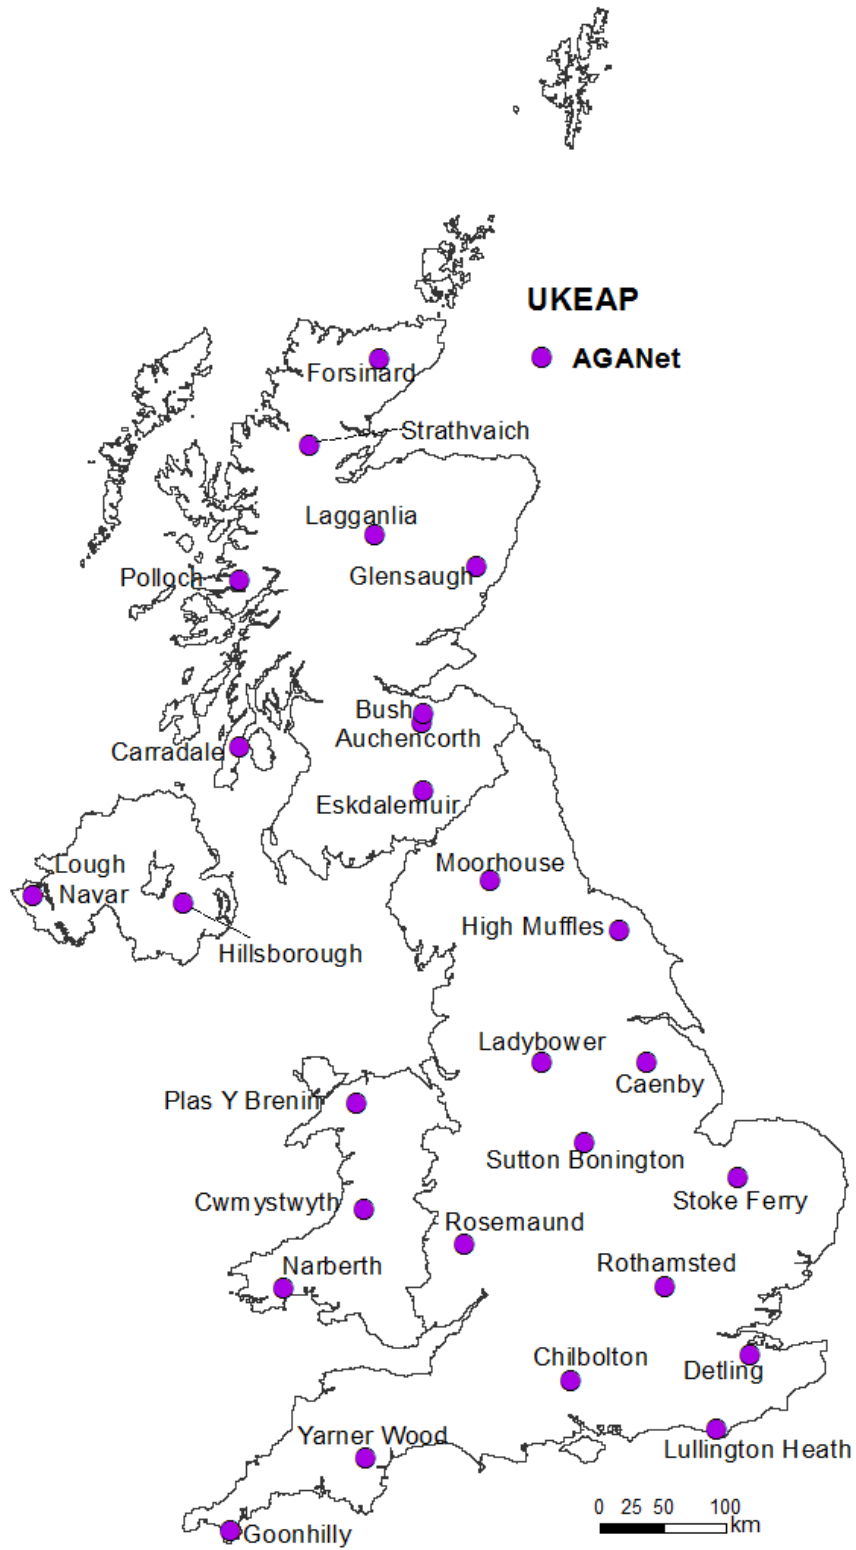 UKEAP
AGANet
Forsinard
Strathvaich
Lagganlia
Glensaugh
Polloch
Bush
Auchencorth
Carradale
Eskdalemuir
Lough
Navar
Moorhouse
High Muffles
Hillsborough
Ladybower
Caenby
Plas Y Brenin
Sutton Bonington
Stoke Ferry
Cwmystwyth
Rosemaund
Narberth
Rothamsted
Chilbolton
Detling
Yarner Wood
Lullington Heath
0 25 50 100
km
Goonhilly